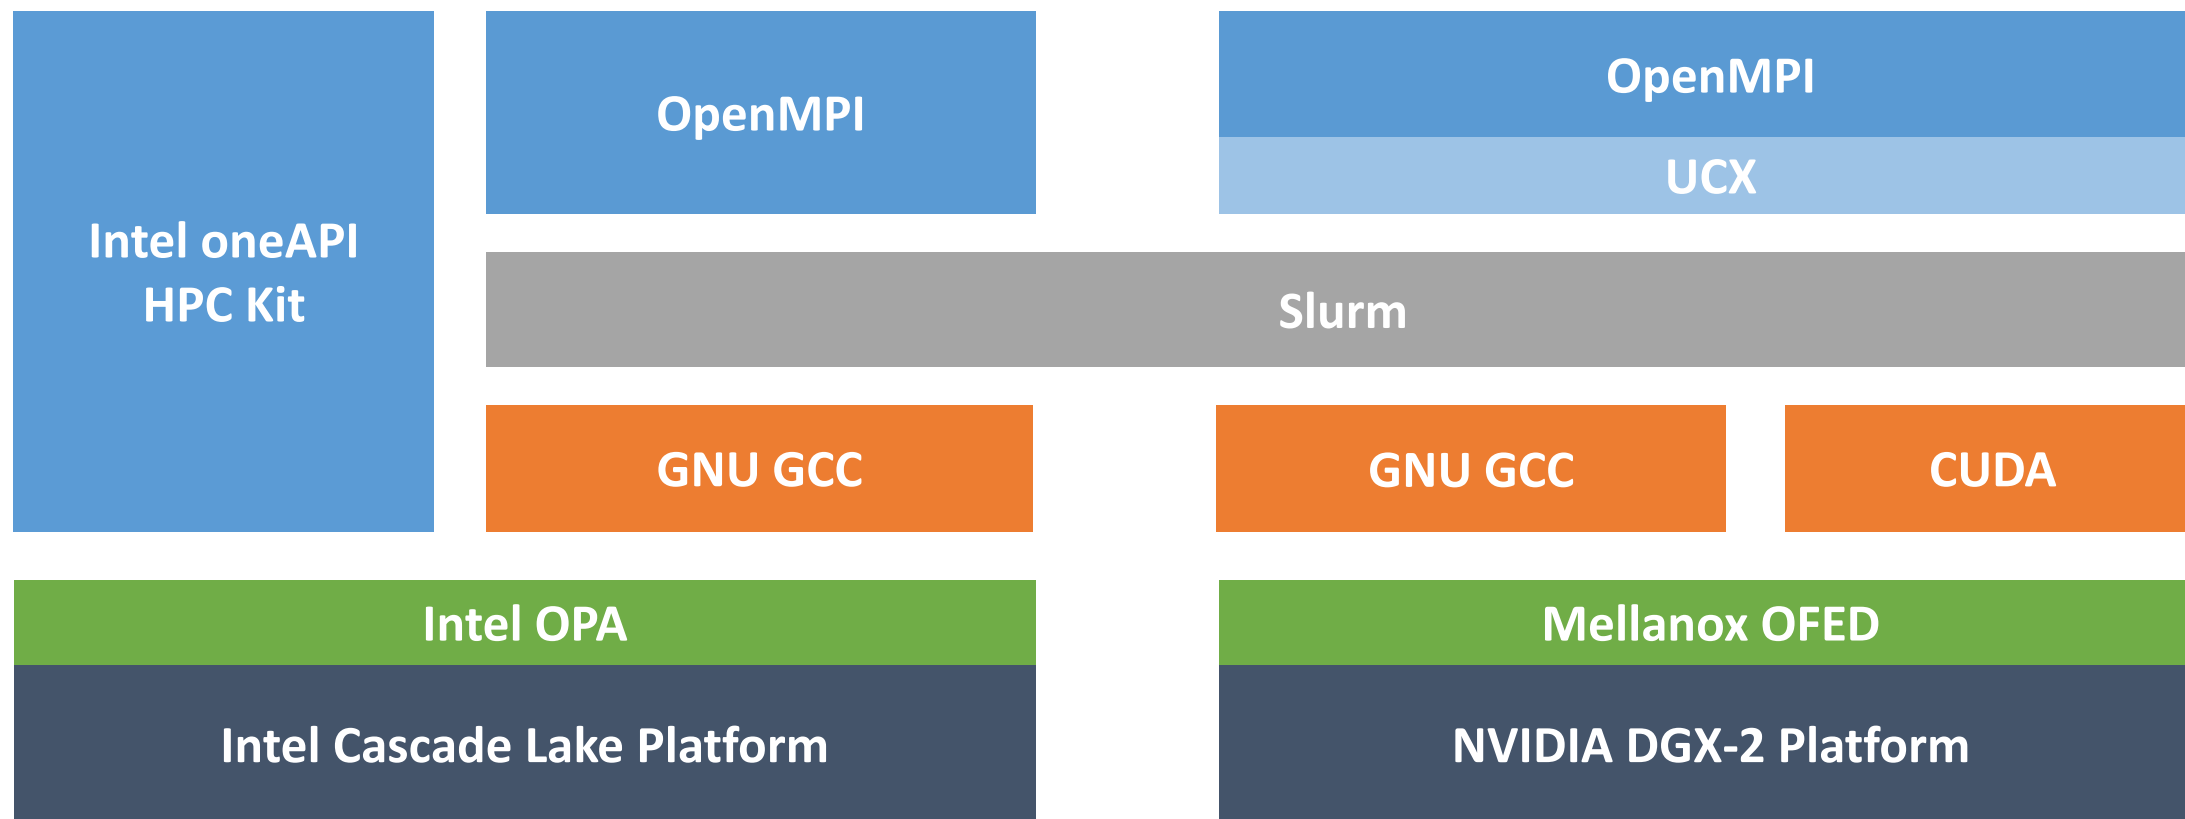 Intel oneAPI
HPC Kit
OpenMPI
OpenMPI
UCX
Slurm
GNU GCC
GNU GCC
CUDA
Intel OPA
Mellanox OFED
Intel Cascade Lake Platform
NVIDIA DGX-2 Platform